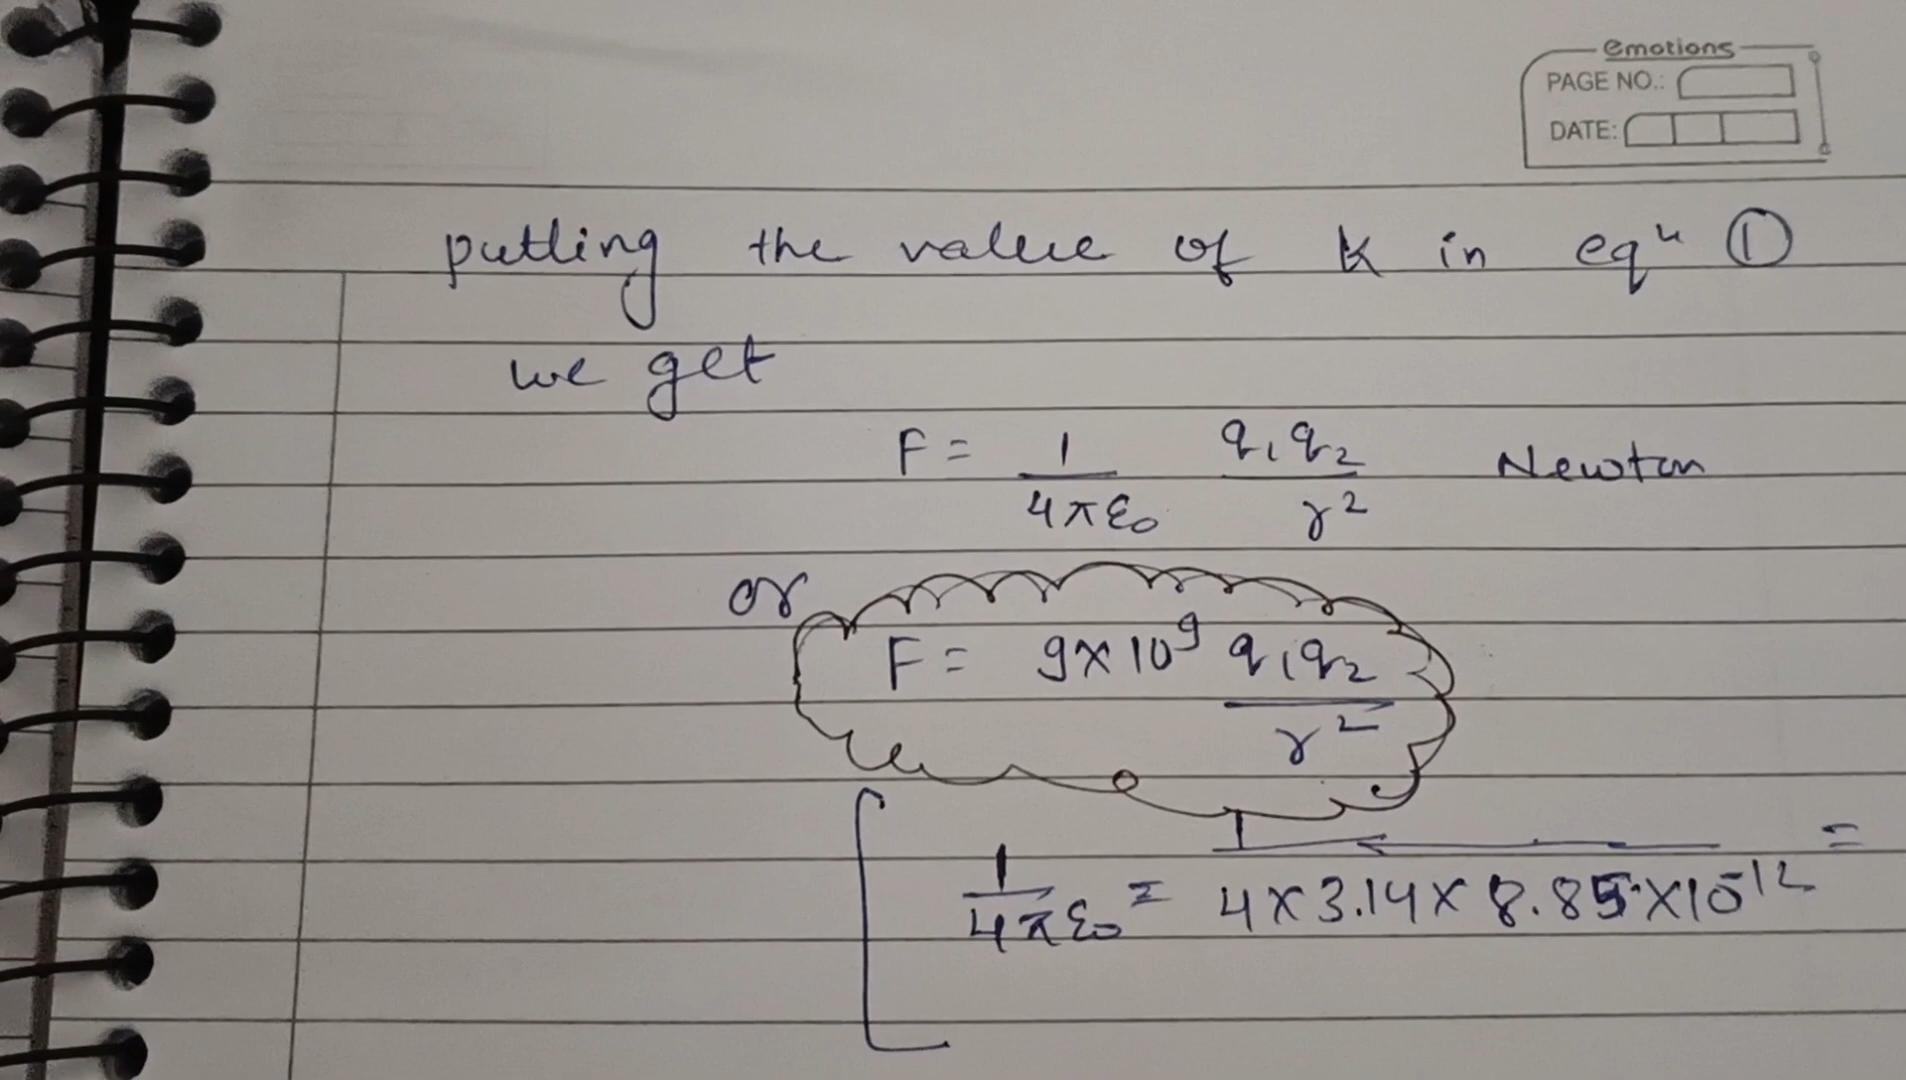 emotions
PAGE NO.:
DATE:
putting the value of k in eqⁿ ①
we get
F = 1/4πε₀ q₁q₂/r² Newton
or
F = 9×10⁹ q₁q₂/r²
[ 1/4πε₀ = 1/4×3.14×8.85×10⁻¹² =